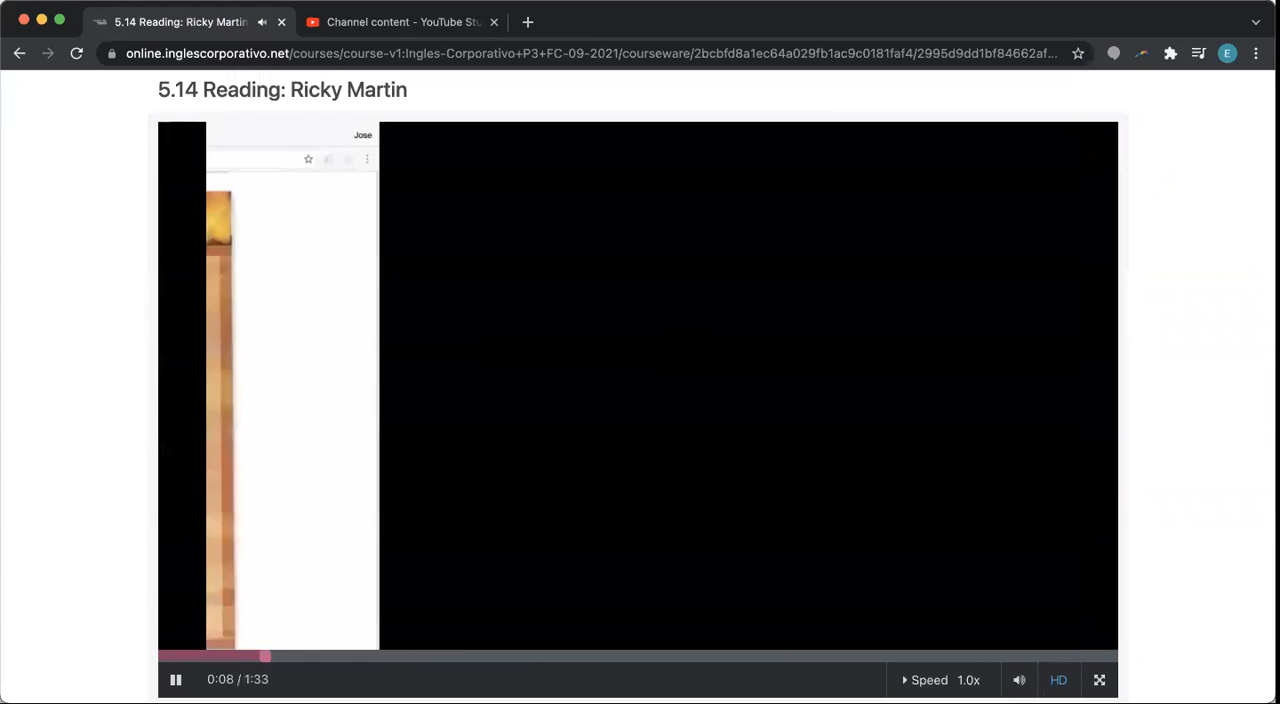 5.14 Reading: Ricky Martin
Channel content - YouTube Stu
online.inglescorporativo.net/courses/course-v1:Ingles-Corporativo+P3+FC-09-2021/courseware/2bcbfd8a1ec64a029fb1ac9c0181faf4/2995d9dd1bf84662af...
E
5.14 Reading: Ricky Martin
Jose
0:08 / 1:33
Speed 1.0x
HD